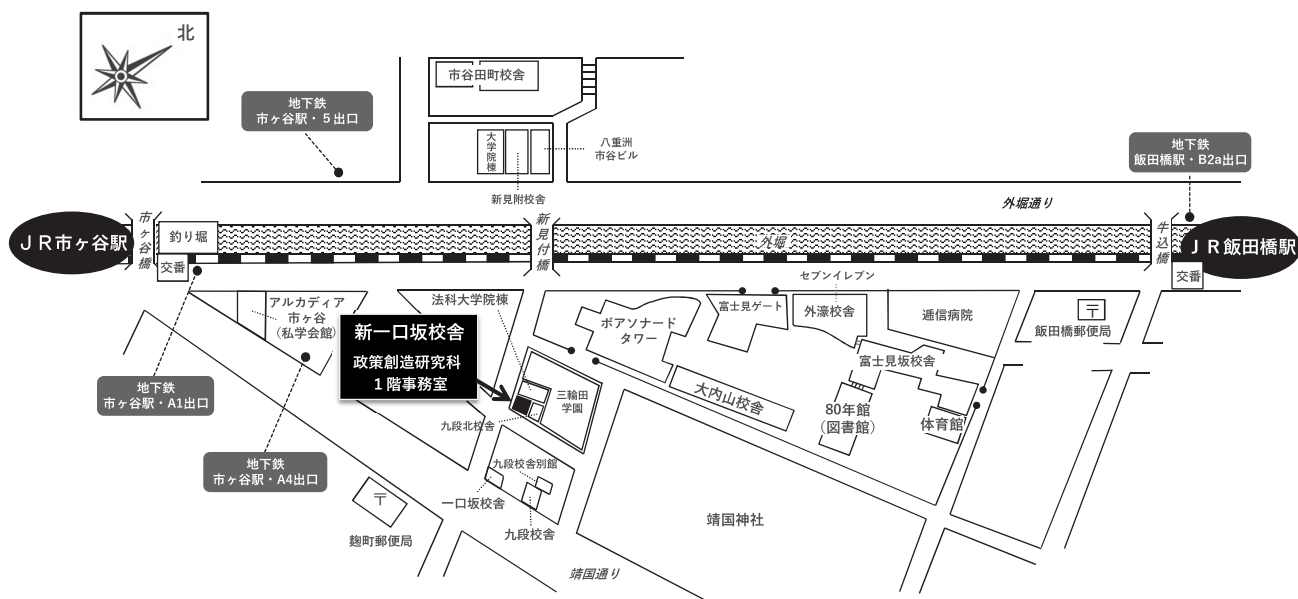 北
市谷田町校舎
地下鉄
市ヶ谷駅・５出口
大学院棟
八重洲
市谷ビル
地下鉄
飯田橋駅・B2a出口
新見附校舎
外堀通り
ＪＲ市ヶ谷駅
市ヶ谷橋
釣り堀
新見付橋
外堀
牛込橋
ＪＲ飯田橋駅
交番
セブンイレブン
交番
アルカディア
市ヶ谷
（私学会館）
法科大学院棟
ボアソナード
タワー
富士見ゲート
外濠校舎
逓信病院
〒
飯田橋郵便局
新一口坂校舎
政策創造研究科
１階事務室
富士見坂校舎
地下鉄
市ヶ谷駅・A1出口
三輪田
学園
大内山校舎
80年館
（図書館）
体育館
九段北校舎
地下鉄
市ヶ谷駅・A4出口
九段校舎別館
〒
一口坂校舎
九段校舎
麹町郵便局
靖国神社
靖国通り